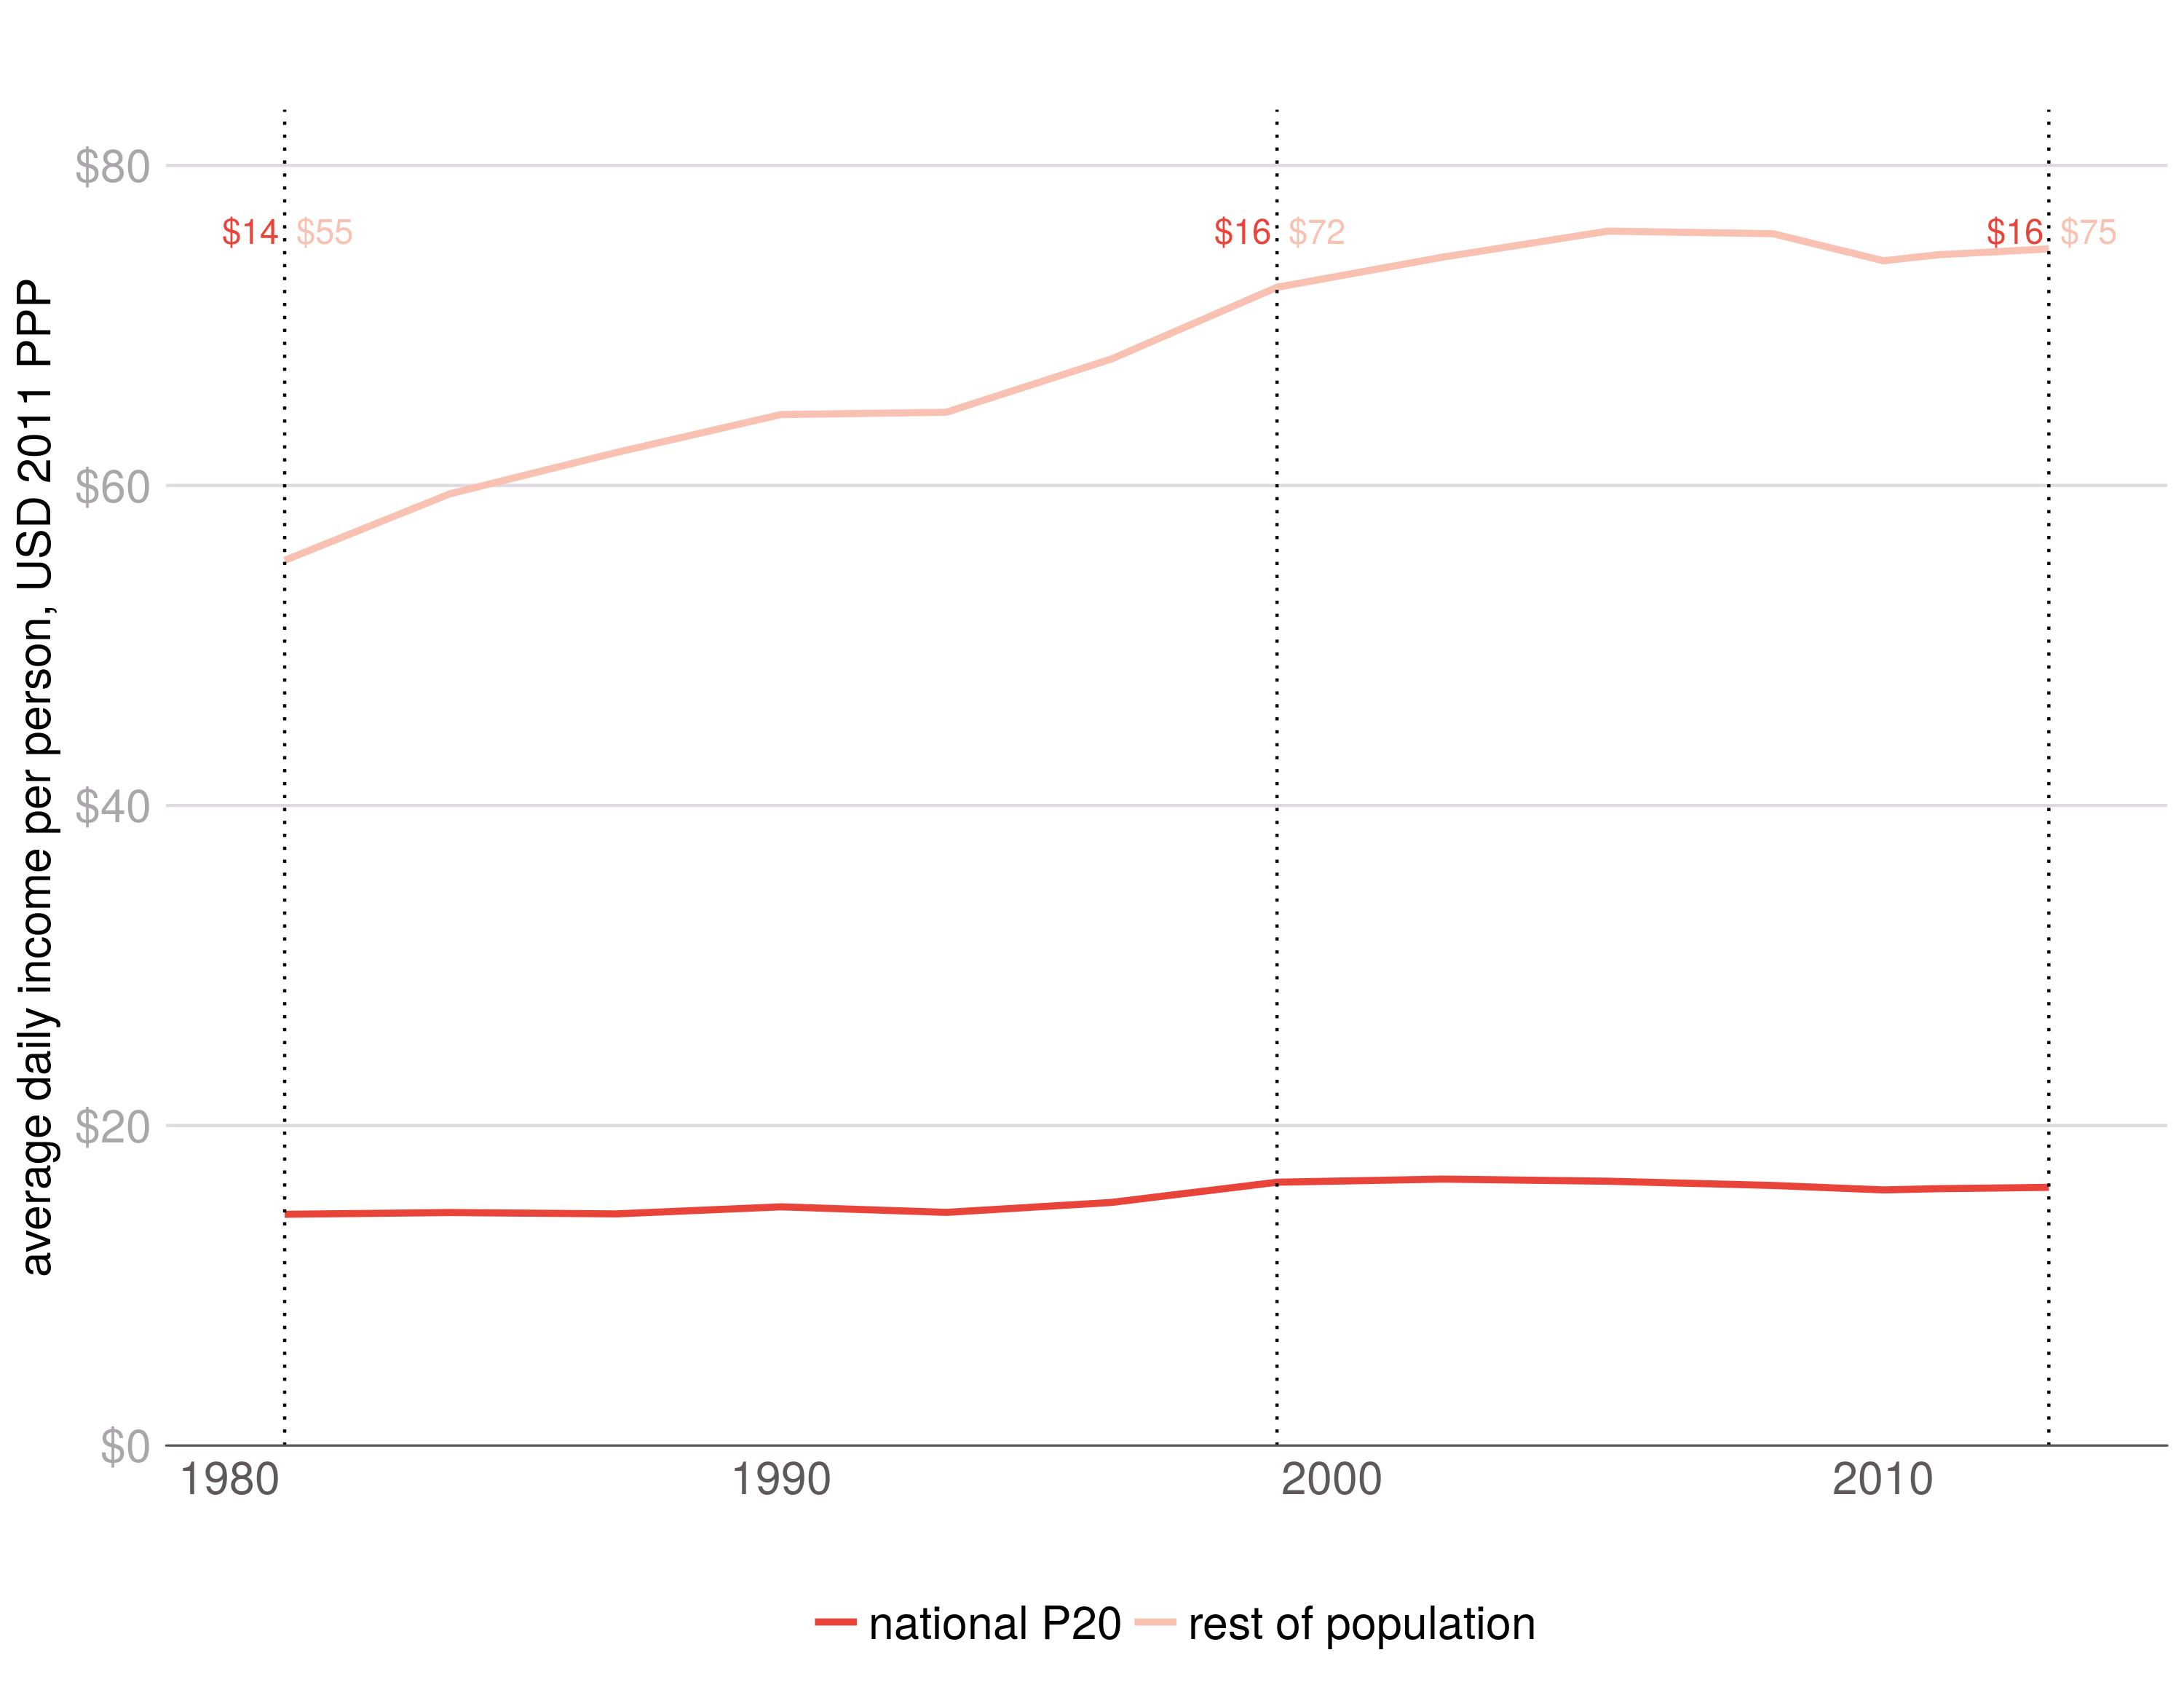 average daily income per person, USD 2011 PPP
$80
$60
$40
$20
$0
$14 $55
$16 $72
$16 $75
1980 1990 2000 2010
national P20 rest of population